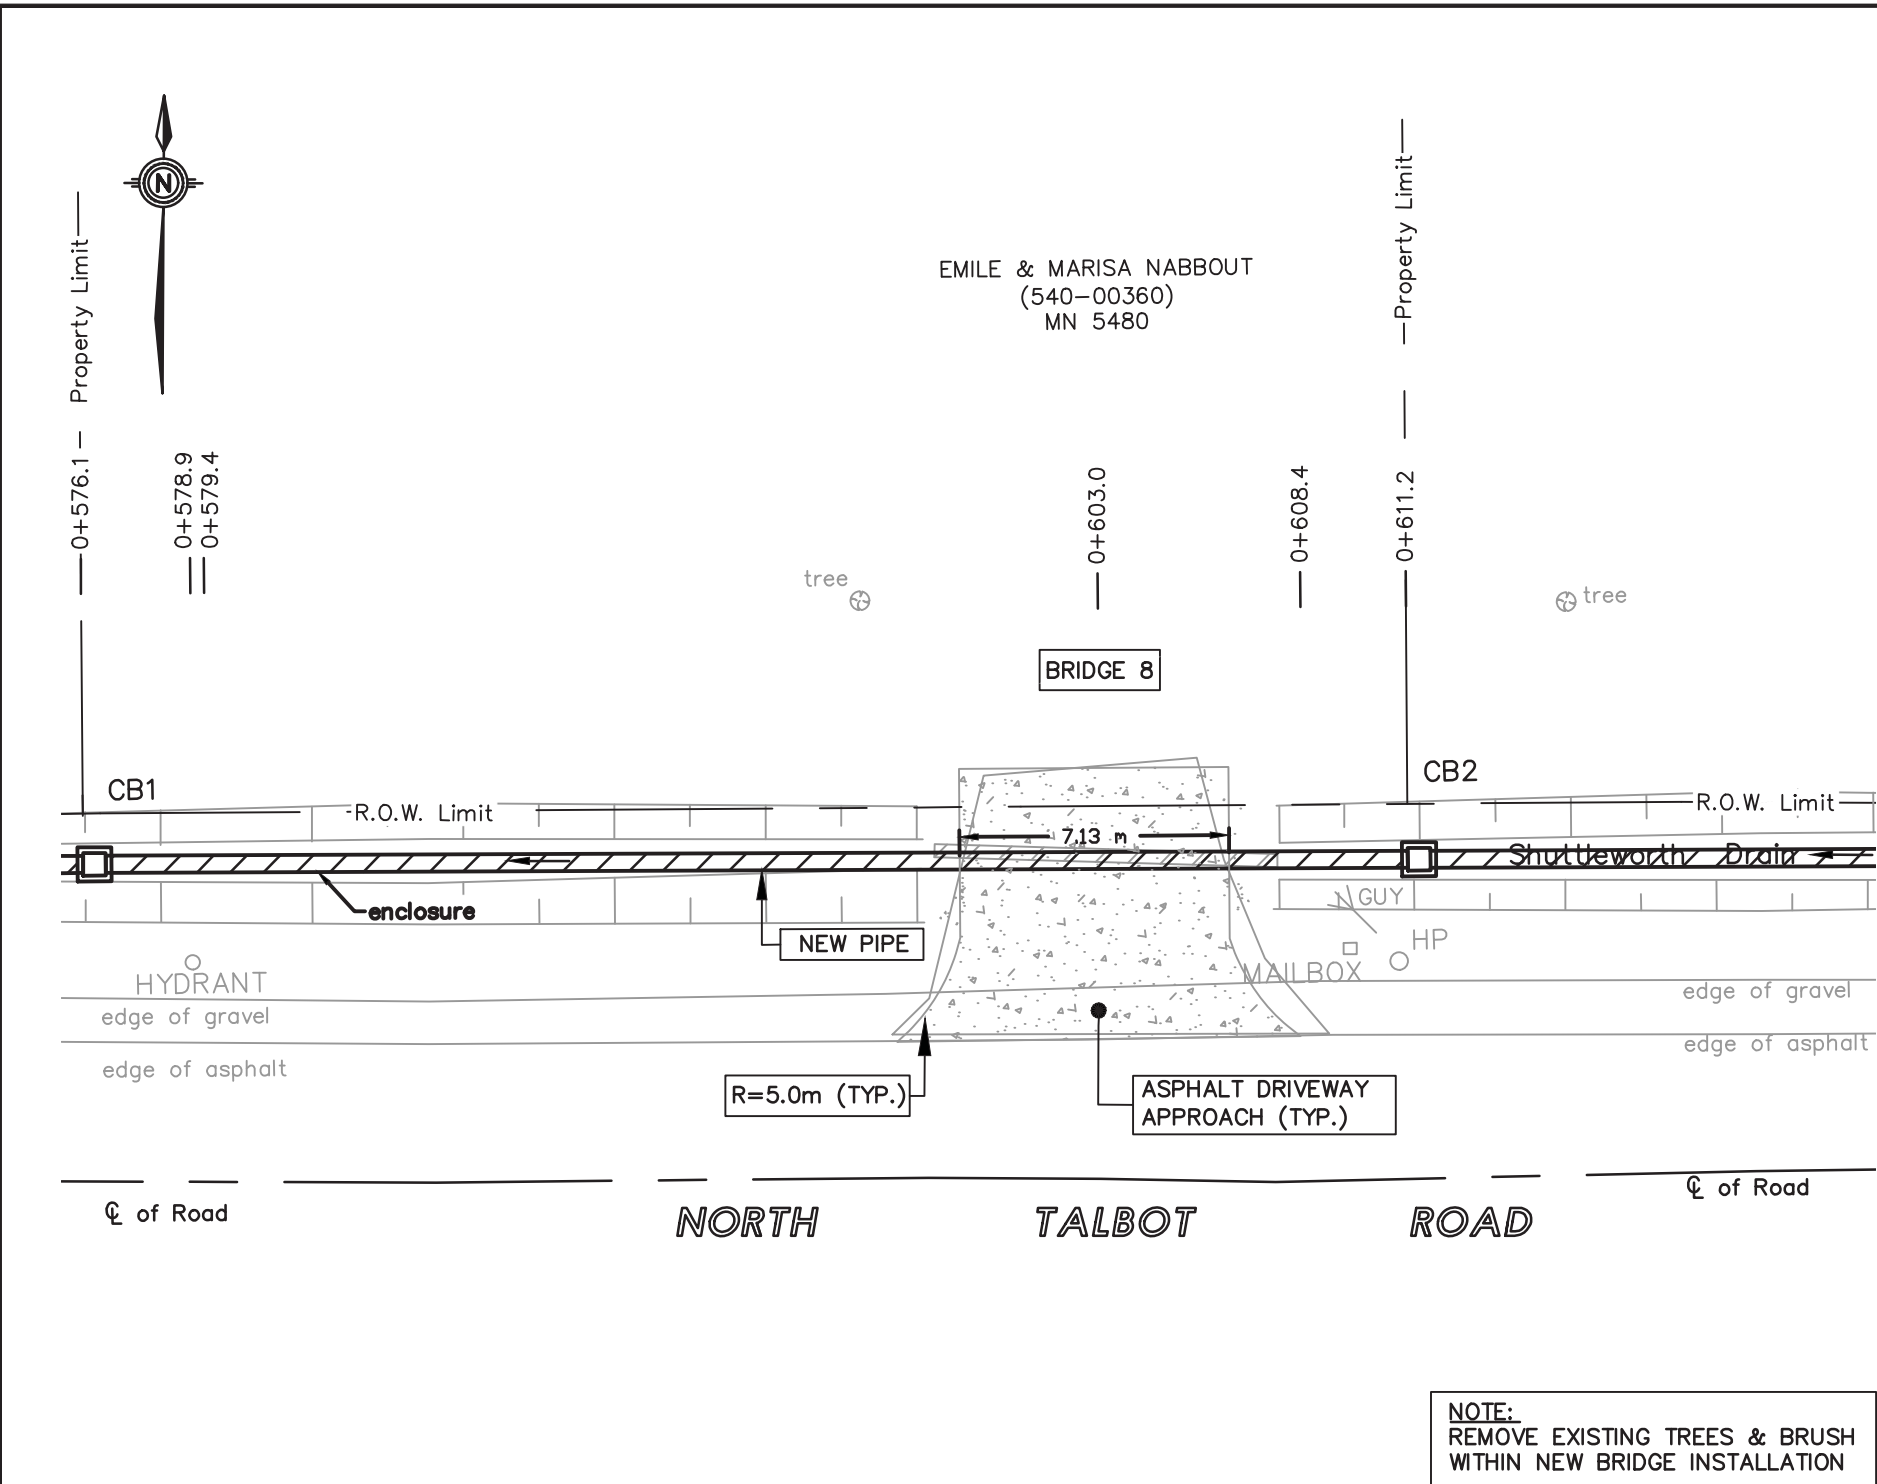 N
Property Limit
Property Limit
EMILE & MARISA NABBOUT
(540-00360)
MN 5480
0+576.1
0+578.9
0+579.4
0+603.0
0+608.4
0+611.2
tree
tree
BRIDGE 8
CB1
CB2
R.O.W. Limit
R.O.W. Limit
7.13 m
Shuttleworth Drain
enclosure
GUY
NEW PIPE
HP
MAILBOX
HYDRANT
edge of gravel
edge of gravel
edge of asphalt
edge of asphalt
R=5.0m (TYP.)
ASPHALT DRIVEWAY
APPROACH (TYP.)
℄ of Road
℄ of Road
NORTH TALBOT ROAD
NOTE:
REMOVE EXISTING TREES & BRUSH
WITHIN NEW BRIDGE INSTALLATION